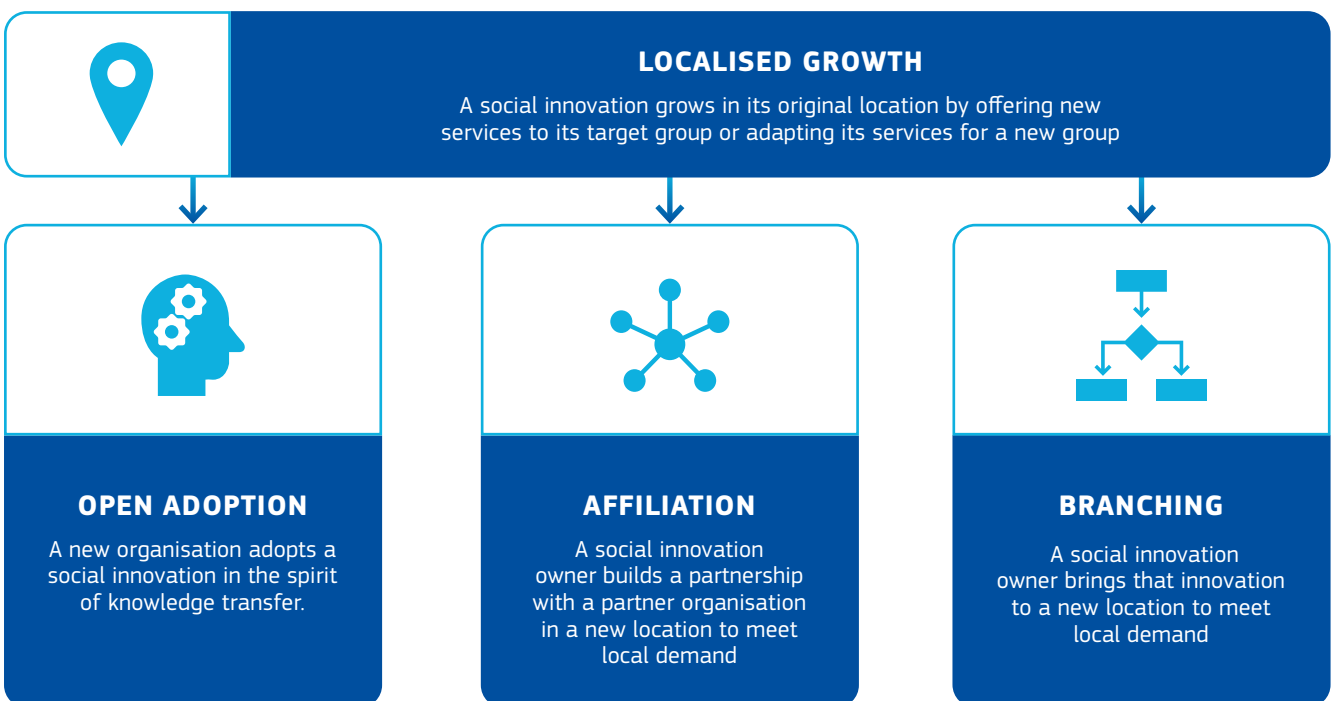 LOCALISED GROWTH
A social innovation grows in its original location by offering new
services to its target group or adapting its services for a new group
OPEN ADOPTION
A new organisation adopts a
social innovation in the spirit
of knowledge transfer.
AFFILIATION
A social innovation
owner builds a partnership
with a partner organisation
in a new location to meet
local demand
BRANCHING
A social innovation
owner brings that innovation
to a new location to meet
local demand